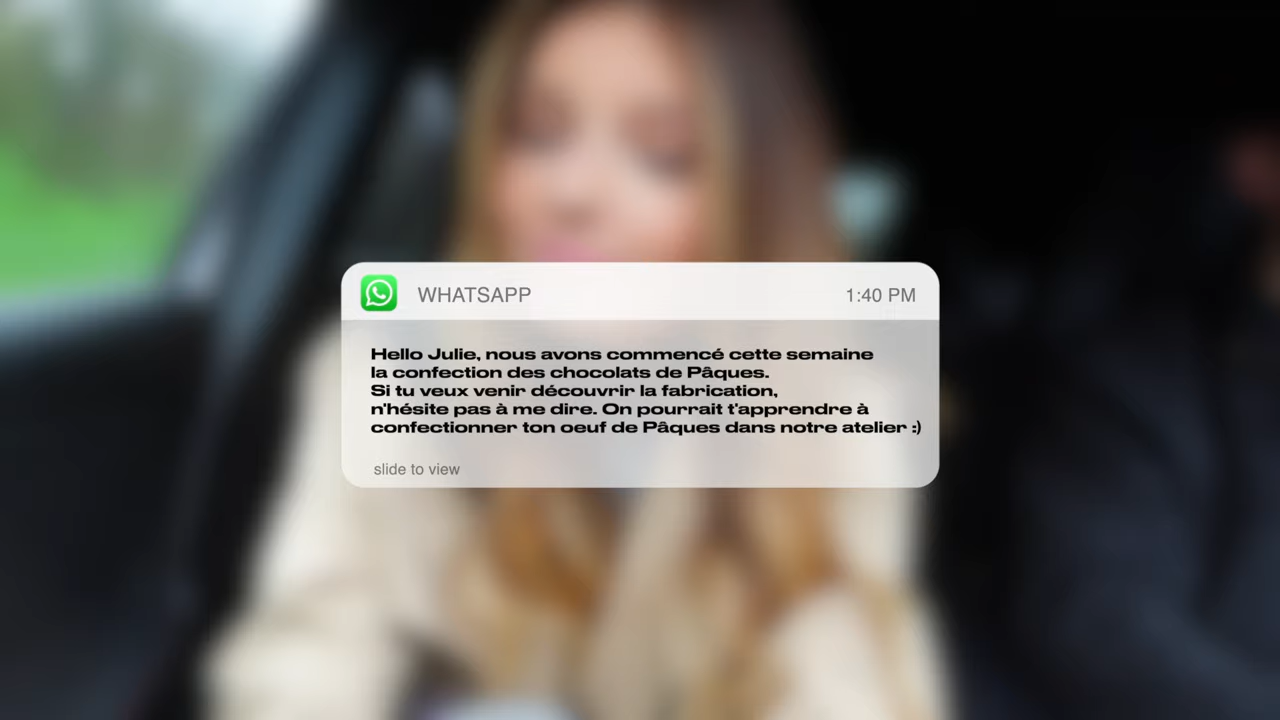 WHATSAPP 1:40 PM
Hello Julie, nous avons commencé cette semaine
la confection des chocolats de Pâques.
Si tu veux venir découvrir la fabrication,
n'hésite pas à me dire. On pourrait t'apprendre à
confectionner ton oeuf de Pâques dans notre atelier :)
slide to view